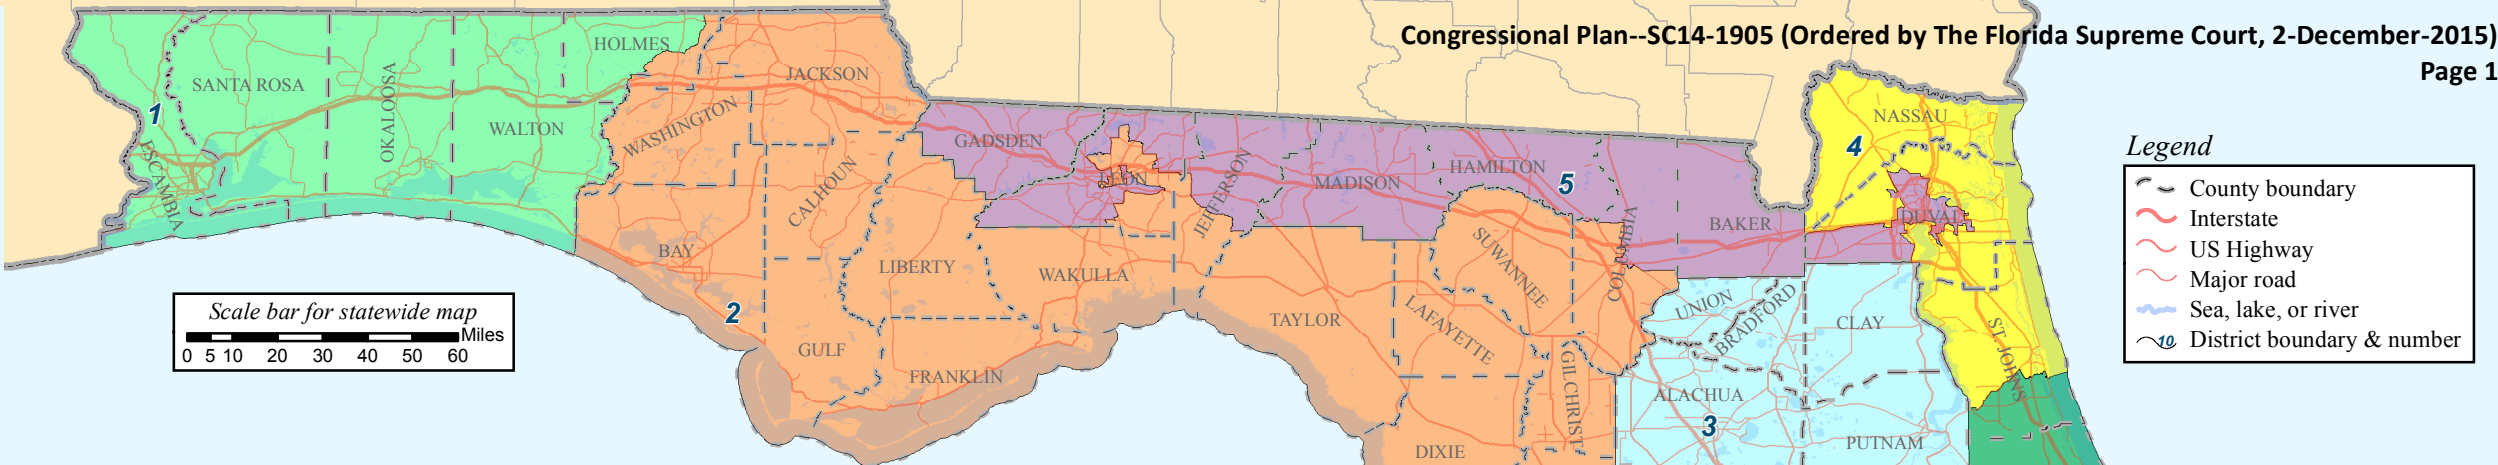 Congressional Plan--SC14-1905 (Ordered by The Florida Supreme Court, 2-December-2015)
Page 1
HOLMES
SANTA ROSA
OKALOOSA
WALTON
1
ESCAMBIA
JACKSON
WASHINGTON
CALHOUN
BAY
LIBERTY
2
GULF
FRANKLIN
GADSDEN
LEON
WAKULLA
JEFFERSON
MADISON
HAMILTON
5
TAYLOR
SUWANNEE
LAFAYETTE
COLUMBIA
GILCHRIST
DIXIE
BAKER
NASSAU
4
DUVAL
UNION
BRADFORD
CLAY
ALACHUA
3
PUTNAM
ST JOHNS
Scale bar for statewide map
Miles
0 5 10 20 30 40 50 60
Legend
County boundary
Interstate
US Highway
Major road
Sea, lake, or river
10 District boundary & number